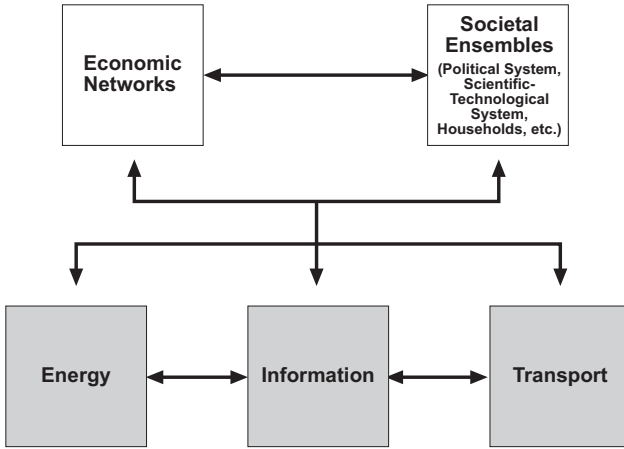 Economic
Networks
Societal
Ensembles
(Political System,
Scientific-
Technological
System,
Households, etc.)
Energy
Information
Transport